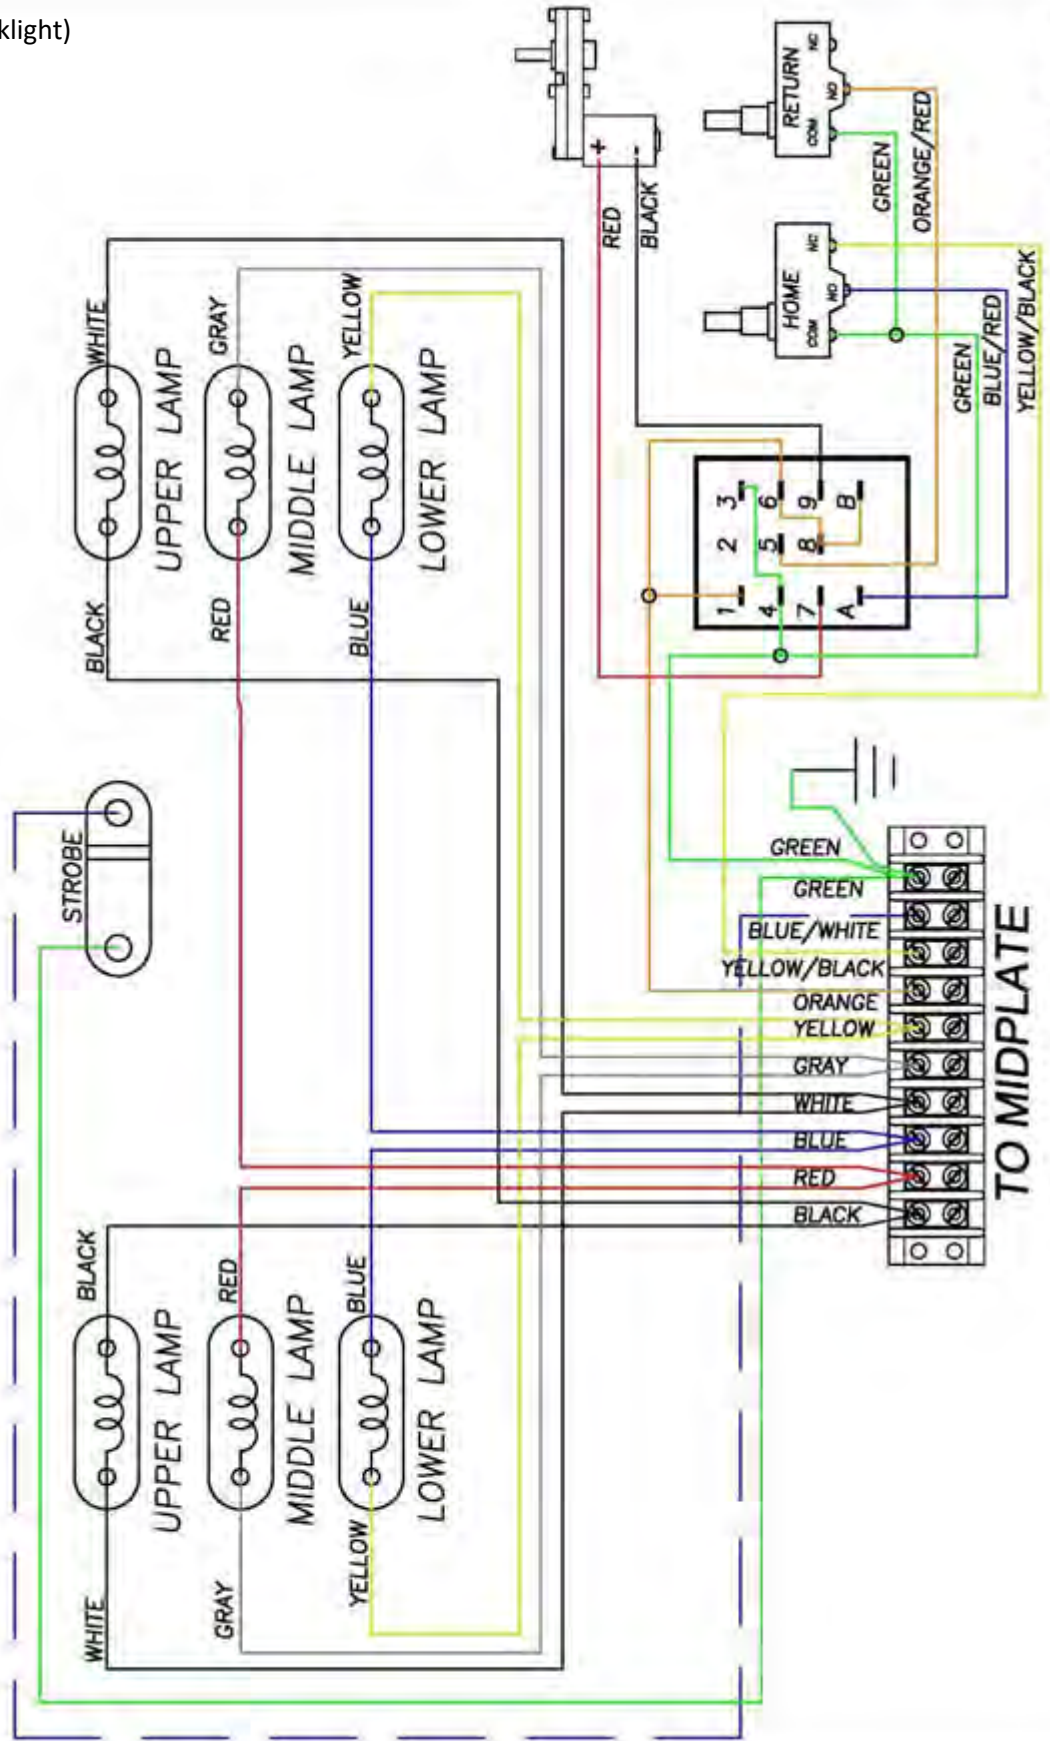 klight)
STROBE
WHITE
BLACK
UPPER LAMP
GRAY
RED
MIDDLE LAMP
YELLOW
BLUE
LOWER LAMP
BLACK
WHITE
UPPER LAMP
RED
GRAY
MIDDLE LAMP
BLUE
YELLOW
LOWER LAMP
+
-
RED
BLACK
RETURN
COM
NO
NC
GREEN
ORANGE/RED
HOME
COM
NO
NC
GREEN
BLUE/RED
YELLOW/BLACK
1 2 3
4 5 6
7 8 9
A B
GREEN
GREEN
BLUE/WHITE
YELLOW/BLACK
ORANGE
YELLOW
GRAY
WHITE
BLUE
RED
BLACK
TO MIDPLATE